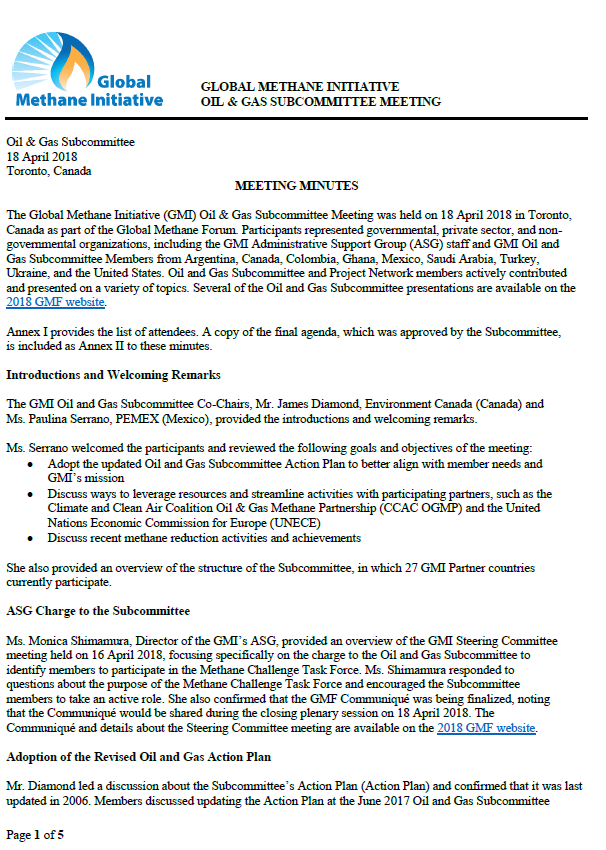 Global
Methane Initiative
GLOBAL METHANE INITIATIVE
OIL & GAS SUBCOMMITTEE MEETING
Oil & Gas Subcommittee
18 April 2018
Toronto, Canada
MEETING MINUTES
The Global Methane Initiative (GMI) Oil & Gas Subcommittee Meeting was held on 18 April 2018 in Toronto,
Canada as part of the Global Methane Forum. Participants represented governmental, private sector, and non-
governmental organizations, including the GMI Administrative Support Group (ASG) staff and GMI Oil and
Gas Subcommittee Members from Argentina, Canada, Colombia, Ghana, Mexico, Saudi Arabia, Turkey,
Ukraine, and the United States. Oil and Gas Subcommittee and Project Network members actively contributed
and presented on a variety of topics. Several of the Oil and Gas Subcommittee presentations are available on the
2018 GMF website.
Annex I provides the list of attendees. A copy of the final agenda, which was approved by the Subcommittee,
is included as Annex II to these minutes.
Introductions and Welcoming Remarks
The GMI Oil and Gas Subcommittee Co-Chairs, Mr. James Diamond, Environment Canada (Canada) and
Ms. Paulina Serrano, PEMEX (Mexico), provided the introductions and welcoming remarks.
Ms. Serrano welcomed the participants and reviewed the following goals and objectives of the meeting:
• Adopt the updated Oil and Gas Subcommittee Action Plan to better align with member needs and
GMI's mission
• Discuss ways to leverage resources and streamline activities with participating partners, such as the
Climate and Clean Air Coalition Oil & Gas Methane Partnership (CCAC OGMP) and the United
Nations Economic Commission for Europe (UNECE)
• Discuss recent methane reduction activities and achievements
She also provided an overview of the structure of the Subcommittee, in which 27 GMI Partner countries
currently participate.
ASG Charge to the Subcommittee
Ms. Monica Shimamura, Director of the GMI's ASG, provided an overview of the GMI Steering Committee
meeting held on 16 April 2018, focusing specifically on the charge to the Oil and Gas Subcommittee to
identify members to participate in the Methane Challenge Task Force. Ms. Shimamura responded to
questions about the purpose of the Methane Challenge Task Force and encouraged the Subcommittee
members to take an active role. She also confirmed that the GMF Communiqué was being finalized, noting
that the Communiqué would be shared during the closing plenary session on 18 April 2018. The
Communiqué and details about the Steering Committee meeting are available on the 2018 GMF website.
Adoption of the Revised Oil and Gas Action Plan
Mr. Diamond led a discussion about the Subcommittee's Action Plan (Action Plan) and confirmed that it was last
updated in 2006. Members discussed updating the Action Plan at the June 2017 Oil and Gas Subcommittee
Page 1 of 5